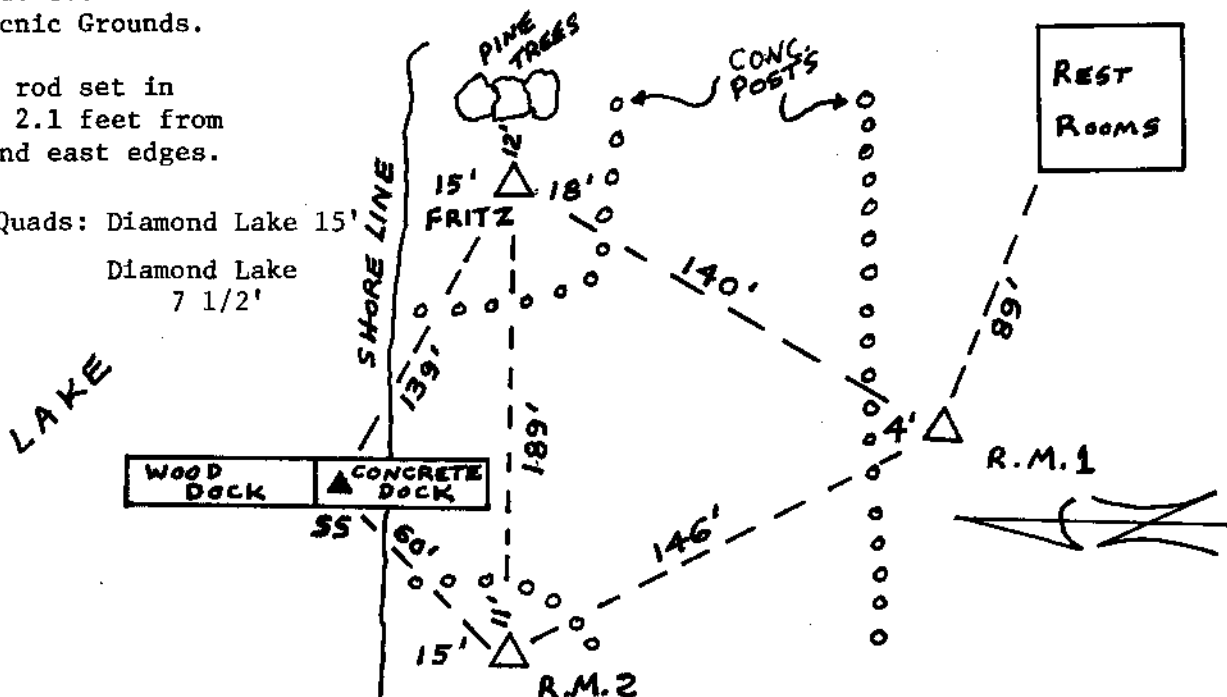 cnic Grounds.
rod set in
2.1 feet from
nd east edges.
Quads: Diamond Lake 15'
Diamond Lake
7 1/2'
PINE
TREES
CONC.
POST'S
REST
ROOMS
12'
15'
18'
FRITZ
SHORE LINE
140'
89'
139'
LAKE
189'
4'
R.M.1
WOOD
DOCK
CONCRETE
DOCK
SS
60'
146'
11'
15'
R.M.2